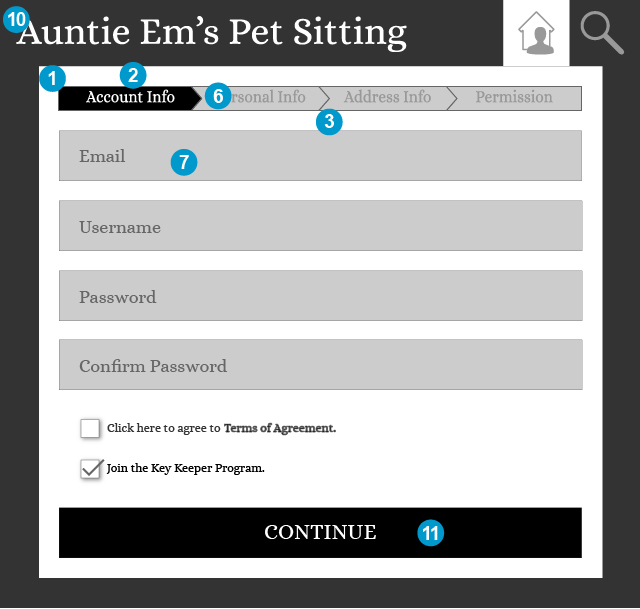 10
Auntie Em's Pet Sitting
1
2
Account Info
6
rsonal Info
Address Info
Permission
3
Email
7
Username
Password
Confirm Password
Click here to agree to Terms of Agreement.
Join the Key Keeper Program.
CONTINUE
11